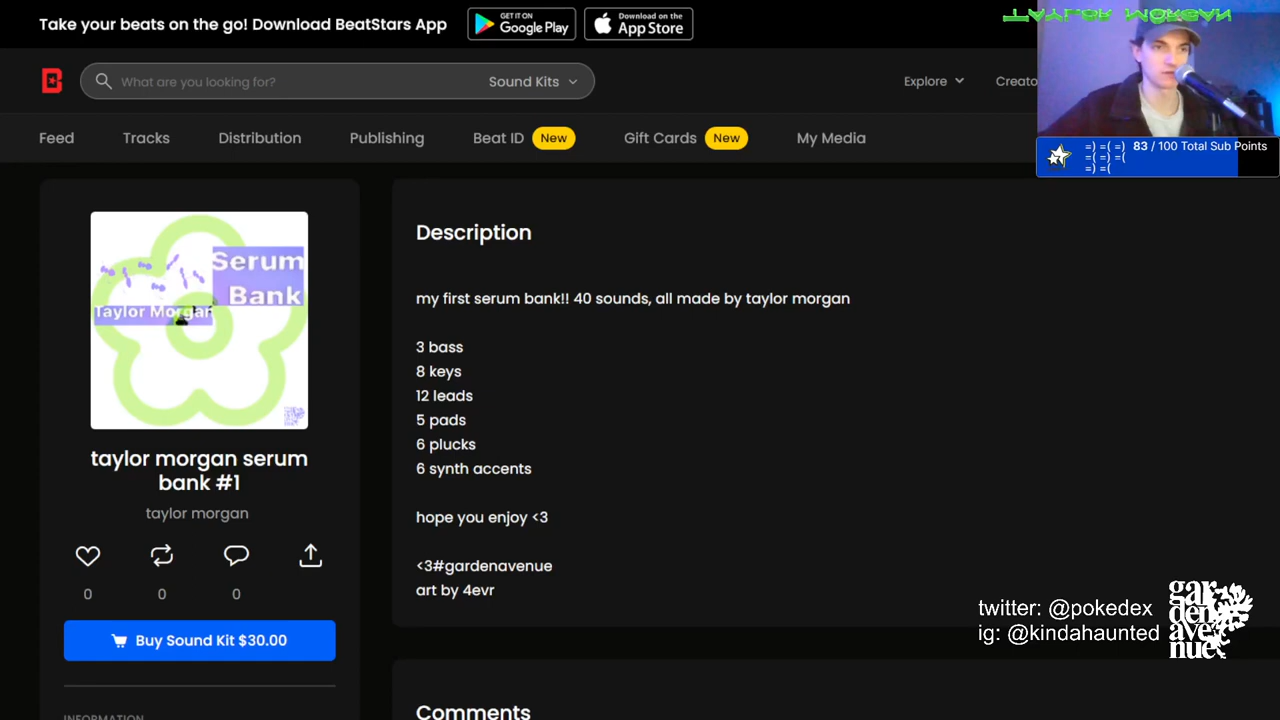 Take your beats on the go! Download BeatStars App
GET IT ON
Google Play
Download on the
App Store
TAYLOR MORGAN
What are you looking for?
Sound Kits
Explore
Creato
Feed
Tracks
Distribution
Publishing
Beat ID
New
Gift Cards
New
My Media
=) =( =)
=( =) =(
=) =(
83 / 100 Total Sub Points
Serum
Bank
Taylor Morgan
taylor morgan serum
bank #1
taylor morgan
0
0
0
Buy Sound Kit $30.00
INFORMATION
Description
my first serum bank!! 40 sounds, all made by taylor morgan
3 bass
8 keys
12 leads
5 pads
6 plucks
6 synth accents
hope you enjoy <3
<3#gardenavenue
art by 4evr
Comments
twitter: @pokedex
ig: @kindahaunted
gar
den
ave
nue